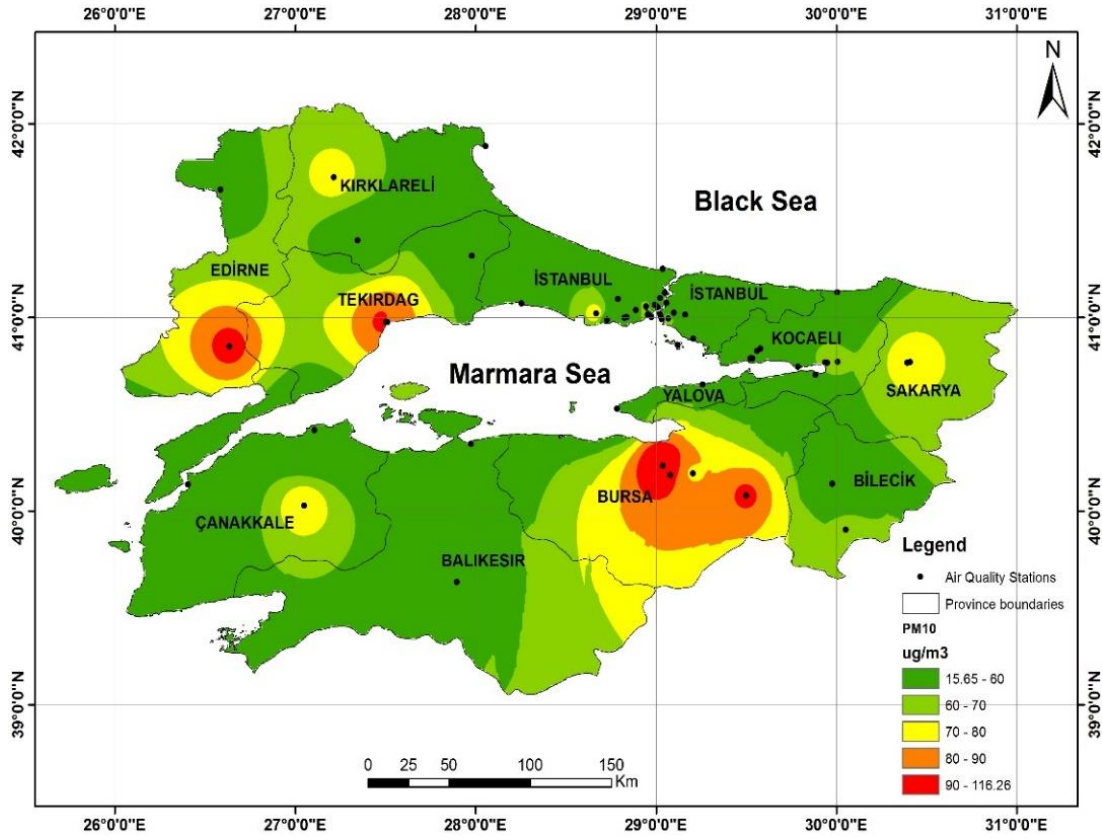 26°0'0"E 27°0'0"E 28°0'0"E 29°0'0"E 30°0'0"E 31°0'0"E
N
42°0'0"N 42°0'0"N
KIRKLARELİ
Black Sea
EDİRNE
TEKIRDAG
İSTANBUL
İSTANBUL
41°0'0"N 41°0'0"N
KOCAELİ
Marmara Sea
YALOVA
SAKARYA
BURSA
BİLECİK
40°0'0"N 40°0'0"N
ÇANAKKALE
BALIKESIR
Legend
Air Quality Stations
Province boundaries
PM10
ug/m3
15.65 - 60
60 - 70
70 - 80
80 - 90
90 - 116.26
39°0'0"N 39°0'0"N
0 25 50 100 150
Km
26°0'0"E 27°0'0"E 28°0'0"E 29°0'0"E 30°0'0"E 31°0'0"E